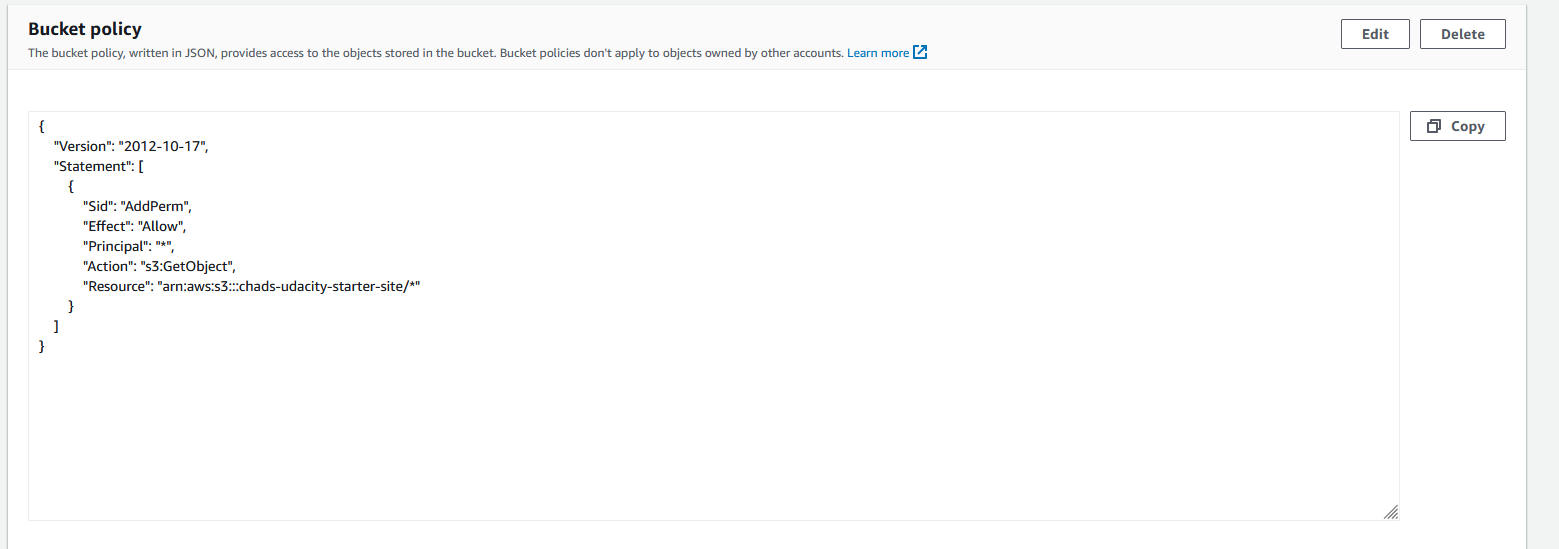 Bucket policy
Edit
Delete
The bucket policy, written in JSON, provides access to the objects stored in the bucket. Bucket policies don't apply to objects owned by other accounts. Learn more
Copy
{
"Version": "2012-10-17",
"Statement": [
{
"Sid": "AddPerm",
"Effect": "Allow",
"Principal": "*",
"Action": "s3:GetObject",
"Resource": "arn:aws:s3:::chads-udacity-starter-site/*"
}
]
}